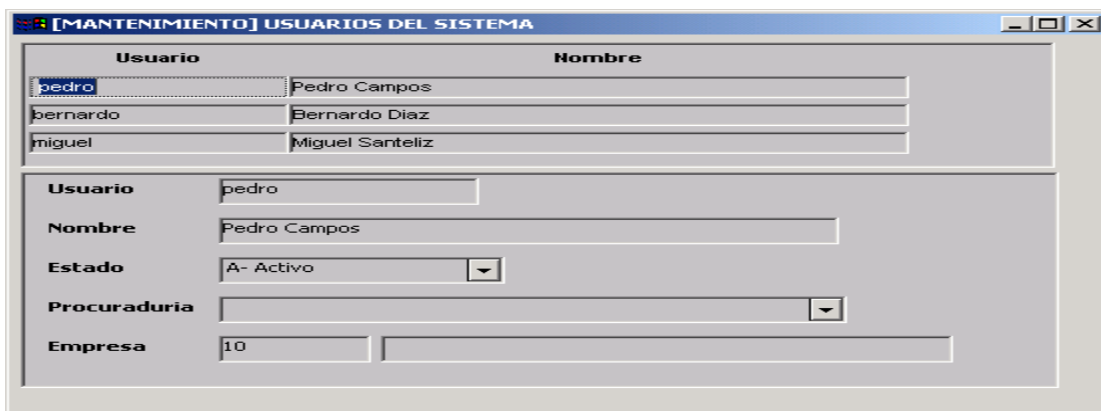 [MANTENIMIENTO] USUARIOS DEL SISTEMA
Usuario Nombre
pedro Pedro Campos
bernardo Bernardo Diaz
miguel Miguel Santeliz
Usuario pedro
Nombre Pedro Campos
Estado A- Activo
Procuraduria
Empresa 10